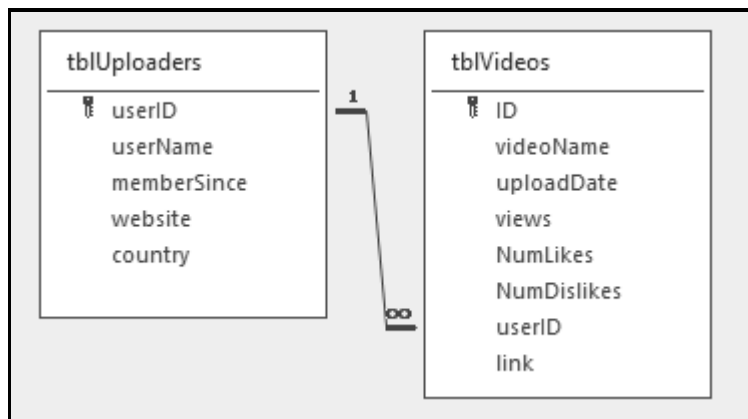 tblUploaders
userID
userName
memberSince
website
country
1
∞
tblVideos
ID
videoName
uploadDate
views
NumLikes
NumDislikes
userID
link